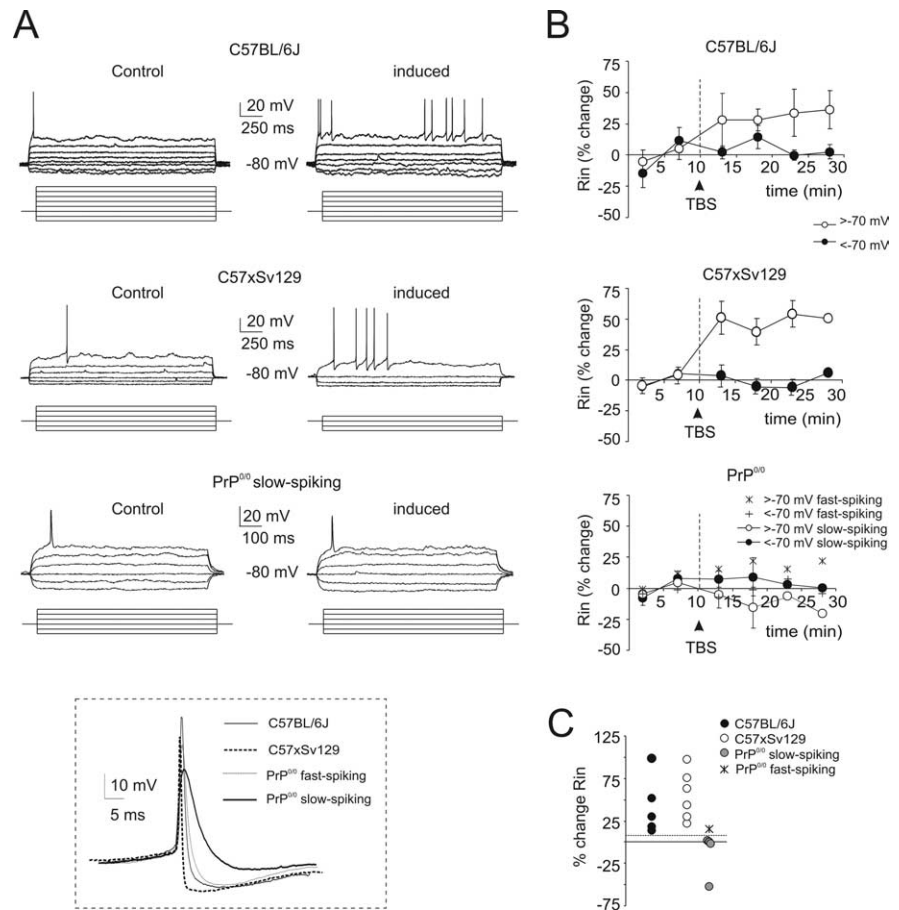 A
C57BL/6J
Control
induced
20 mV
250 ms
-80 mV
C57xSv129
Control
induced
20 mV
250 ms
-80 mV
PrP0/0 slow-spiking
Control
induced
20 mV
100 ms
-80 mV
C57BL/6J
C57xSv129
PrP0/0 fast-spiking
PrP0/0 slow-spiking
10 mV
5 ms
B
C57BL/6J
Rin (% change)
75
50
25
0
-25
-50
5 10 15 20 25 30
time (min)
TBS
>-70 mV
<-70 mV
C57xSv129
Rin (% change)
75
50
25
0
-25
-50
5 10 15 20 25 30
time (min)
TBS
PrP0/0
>-70 mV fast-spiking
<-70 mV fast-spiking
>-70 mV slow-spiking
<-70 mV slow-spiking
Rin (% change)
75
50
25
0
-25
-50
5 10 15 20 25 30
time (min)
TBS
C
C57BL/6J
C57xSv129
PrP0/0 slow-spiking
PrP0/0 fast-spiking
% change Rin
125
75
25
-25
-75